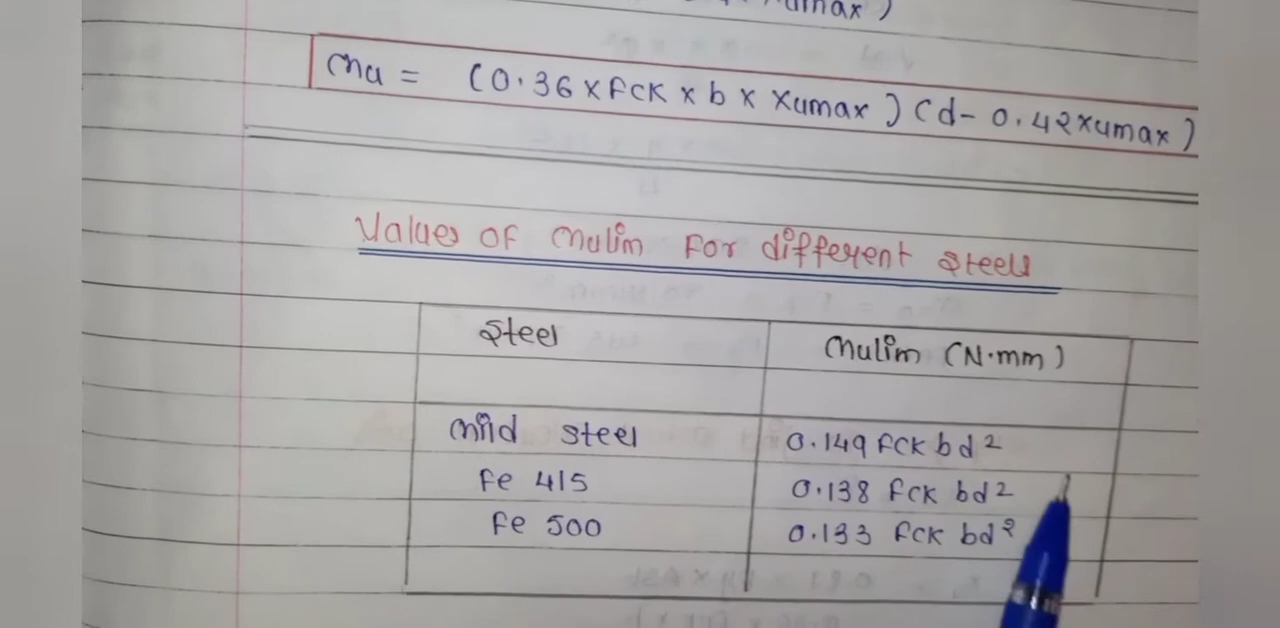 umax)
Mu = (0.36 x fck x b x xumax) (d- 0.42xumax)
Values of Mulim for different steels
Steel Mulim (N.mm)
Mild steel 0.149 fck bd²
fe 415 0.138 fck bd2
fe 500 0.133 fck bd²